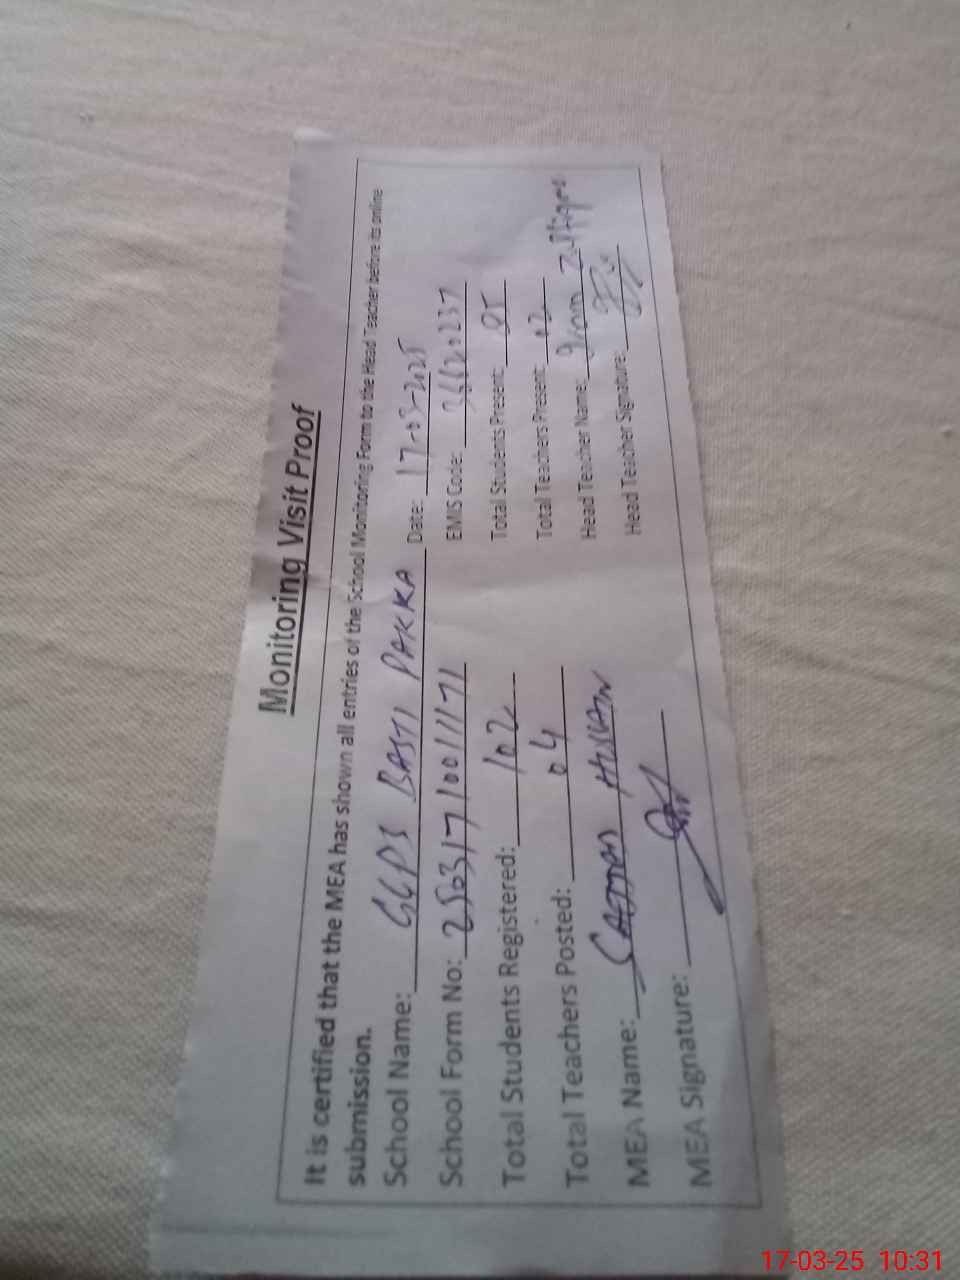 Monitoring Visit Proof
It is certified that the MEA has shown all entries of the School Monitoring Form to the Head Teacher before its online
submission.
School Name: GGPS BASTI PAKKA Date: 17-03-2025
School Form No: 2503171001171 EMIS Code: 36620237
Total Students Registered: 102 Total Students Present:
Total Teachers Posted: 04 Total Teachers Present: 02
MEA Name: HUSSAIN Head Teacher Name:
MEA Signature: Head Teacher Signature:
17-03-25 10:31